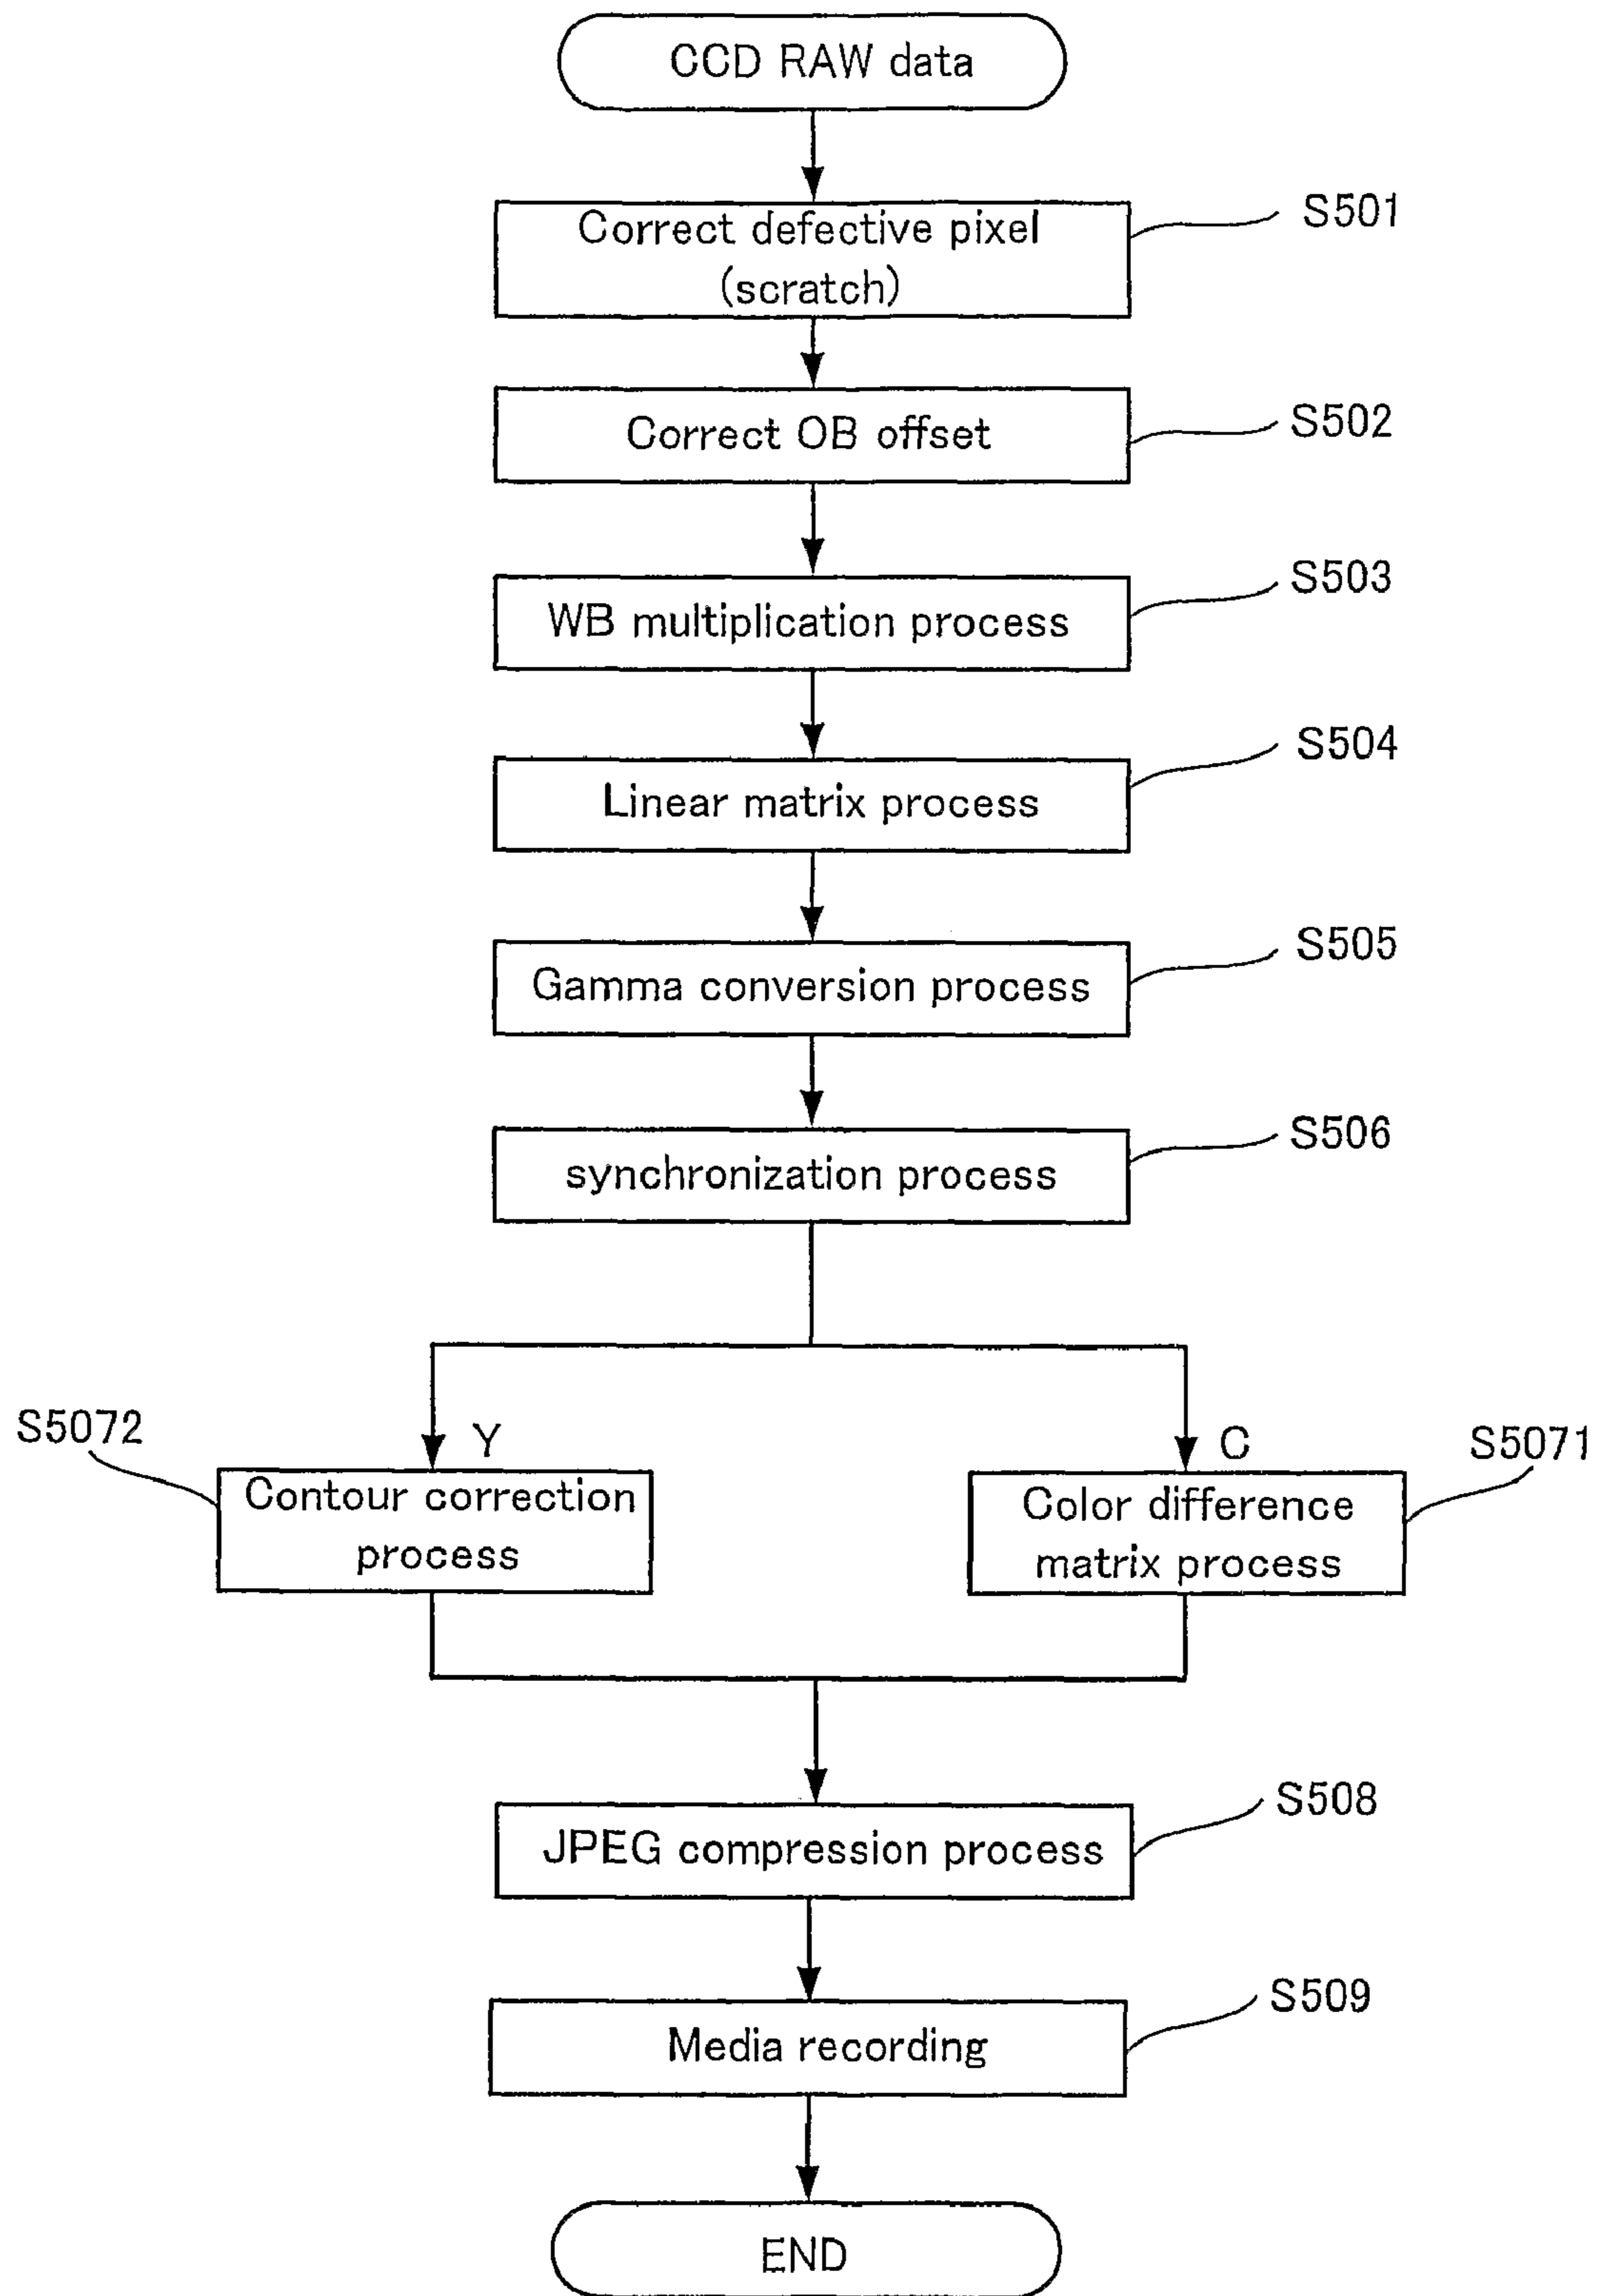 CCD RAW data
S501
Correct defective pixel
(scratch)
S502
Correct OB offset
S503
WB multiplication process
S504
Linear matrix process
S505
Gamma conversion process
S506
synchronization process
S5072
Y
C
S5071
Contour correction
process
Color difference
matrix process
S508
JPEG compression process
S509
Media recording
END